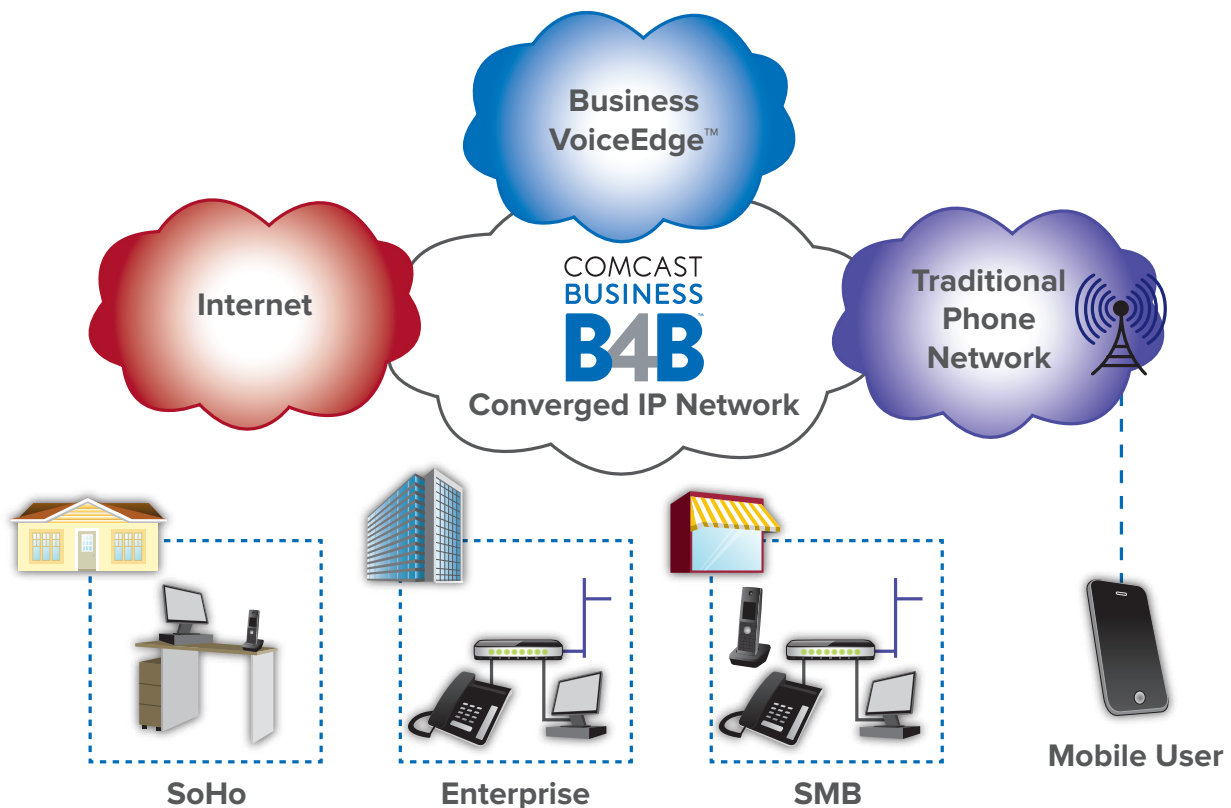 Business
VoiceEdge™
Internet
COMCAST
BUSINESS
B4B™
Converged IP Network
Traditional
Phone
Network
SoHo
Enterprise
SMB
Mobile User